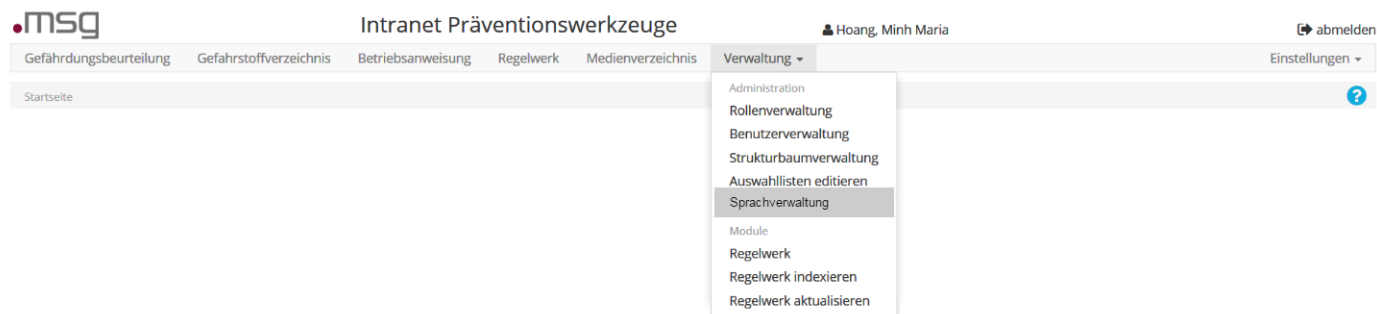 .msg Intranet Präventionswerkzeuge Hoang, Minh Maria abmelden
Gefährdungsbeurteilung Gefahrstoffverzeichnis Betriebsanweisung Regelwerk Medienverzeichnis Verwaltung Einstellungen
Startseite ?
Administration
Rollenverwaltung
Benutzerverwaltung
Strukturbaumverwaltung
Auswahllisten editieren
Sprachverwaltung
Module
Regelwerk
Regelwerk indexieren
Regelwerk aktualisieren